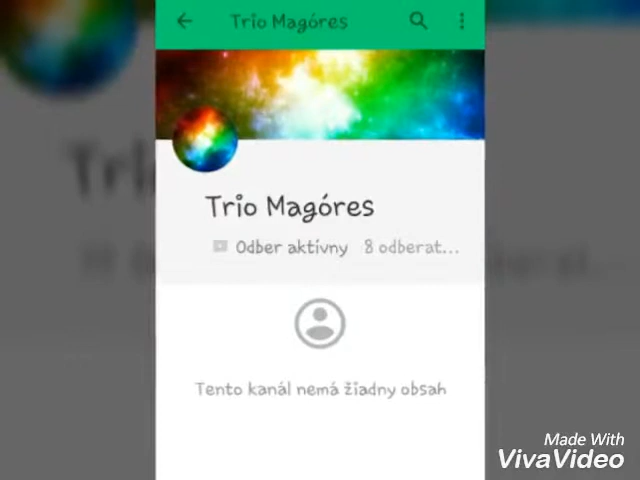 Trio Magóres
Trio Magóres
Odber aktívny 8 odberat...
Tento kanál nemá žiadny obsah
Made With
VivaVideo